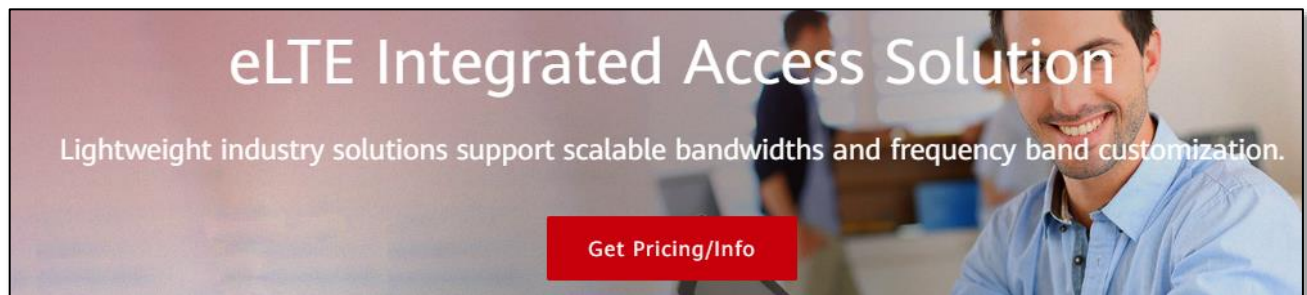 eLTE Integrated Access Solution
Lightweight industry solutions support scalable bandwidths and frequency band customization.
Get Pricing/Info